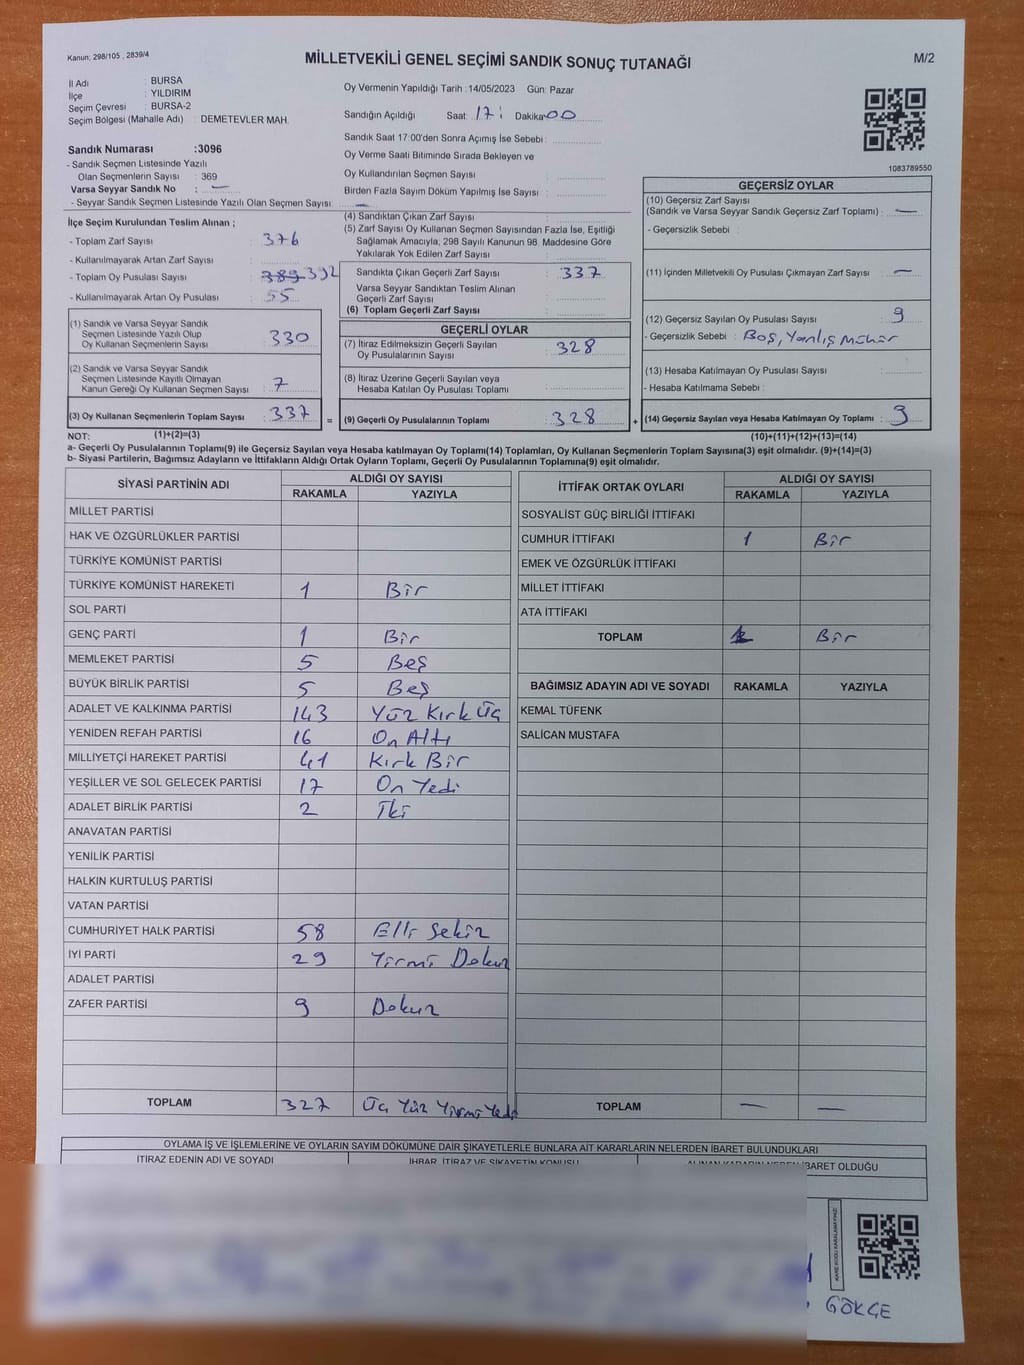 Kanun, 298/105 , 2839/4
MİLLETVEKİLİ GENEL SEÇİMİ SANDIK SONUÇ TUTANAĞI
M/2
İl Adı : BURSA
İlçe : YILDIRIM
Seçim Çevresi : BURSA-2
Seçim Bölgesi (Mahalle Adı) : DEMETEVLER MAH.
Sandık Numarası :3096
- Sandık Seçmen Listesinde Yazılı
Olan Seçmenlerin Sayısı : 369
Varsa Seyyar Sandık No : —
- Seyyar Sandık Seçmen Listesinde Yazılı Olan Seçmen Sayısı: —
Oy Vermenin Yapıldığı Tarih :14/05/2023 Gün: Pazar
Sandığın Açıldığı Saat: 17: Dakika 00
Sandık Saat 17:00'den Sonra Açımış İse Sebebi :
Oy Verme Saati Bitiminde Sırada Bekleyen ve
Oy Kullandırılan Seçmen Sayısı :
Birden Fazla Sayım Döküm Yapılmış İse Sayısı :
1083789550
İlçe Seçim Kurulundan Teslim Alınan ;
- Toplam Zarf Sayısı : 376
- Kullanılmayarak Artan Zarf Sayısı :
- Toplam Oy Pusulası Sayısı : 389 392
- Kullanılmayarak Artan Oy Pusulası : 55
(1) Sandık ve Varsa Seyyar Sandık
Seçmen Listesinde Yazılı Olup
Oy Kullanan Seçmenlerin Sayısı : 330
(2) Sandık ve Varsa Seyyar Sandık
Seçmen Listesinde Kayıtlı Olmayan
Kanun Gereği Oy Kullanan Seçmen Sayısı : 7
(3) Oy Kullanan Seçmenlerin Toplam Sayısı : 337
(1)+(2)=(3)
(4) Sandıktan Çıkan Zarf Sayısı :
(5) Zarf Sayısı Oy Kullanan Seçmen Sayısından Fazla İse, Eşitliği
Sağlamak Amacıyla, 298 Sayılı Kanunun 98. Maddesine Göre
Yakılarak Yok Edilen Zarf Sayısı :
Sandıkta Çıkan Geçerli Zarf Sayısı : 337
Varsa Seyyar Sandıktan Teslim Alınan
Geçerli Zarf Sayısı :
(6) Toplam Geçerli Zarf Sayısı :
GEÇERLİ OYLAR
(7) İtiraz Edilmeksizin Geçerli Sayılan
Oy Pusulalarının Sayısı : 328
(8) İtiraz Üzerine Geçerli Sayılan veya
Hesaba Katılan Oy Pusulası Toplamı :
= (9) Geçerli Oy Pusulalarının Toplamı : 328
GEÇERSİZ OYLAR
(10) Geçersiz Zarf Sayısı
(Sandık ve Varsa Seyyar Sandık Geçersiz Zarf Toplamı) : —
- Geçersizlik Sebebi :
(11) İçinden Milletvekili Oy Pusulası Çıkmayan Zarf Sayısı : —
(12) Geçersiz Sayılan Oy Pusulası Sayısı : 9
- Geçersizlik Sebebi : Boş, Yanlış Mühür
(13) Hesaba Katılmayan Oy Pusulası Sayısı :
- Hesaba Katılmama Sebebi :
+ (14) Geçersiz Sayılan veya Hesaba Katılmayan Oy Toplamı : 9
(10)+(11)+(12)+(13)=(14)
NOT:
a- Geçerli Oy Pusulalarının Toplamı(9) ile Geçersiz Sayılan veya Hesaba katılmayan Oy Toplamı(14) Toplamları, Oy Kullanan Seçmenlerin Toplam Sayısına(3) eşit olmalıdır. (9)+(14)=(3)
b- Siyasi Partilerin, Bağımsız Adayların ve İttifakların Aldığı Ortak Oyların Toplamı, Geçerli Oy Pusulalarının Toplamına(9) eşit olmalıdır.
SİYASİ PARTİNİN ADI ALDIĞI OY SAYISI
RAKAMLA YAZIYLA
MİLLET PARTİSİ
HAK VE ÖZGÜRLÜKLER PARTİSİ
TÜRKİYE KOMÜNİST PARTİSİ
TÜRKİYE KOMÜNİST HAREKETİ 1 Bir
SOL PARTİ
GENÇ PARTİ 1 Bir
MEMLEKET PARTİSİ 5 Beş
BÜYÜK BİRLİK PARTİSİ 5 Beş
ADALET VE KALKINMA PARTİSİ 143 Yüz Kırk Üç
YENİDEN REFAH PARTİSİ 16 On Altı
MİLLİYETÇİ HAREKET PARTİSİ 41 Kırk Bir
YEŞİLLER VE SOL GELECEK PARTİSİ 17 On Yedi
ADALET BİRLİK PARTİSİ 2 İki
ANAVATAN PARTİSİ
YENİLİK PARTİSİ
HALKIN KURTULUŞ PARTİSİ
VATAN PARTİSİ
CUMHURİYET HALK PARTİSİ 58 Elli Sekiz
İYİ PARTİ 29 Yirmi Dokuz
ADALET PARTİSİ
ZAFER PARTİSİ 9 Dokuz
TOPLAM 327 Üç Yüz Yirmi Yedi
İTTİFAK ORTAK OYLARI ALDIĞI OY SAYISI
RAKAMLA YAZIYLA
SOSYALİST GÜÇ BİRLİĞİ İTTİFAKI
CUMHUR İTTİFAKI 1 Bir
EMEK VE ÖZGÜRLÜK İTTİFAKI
MİLLET İTTİFAKI
ATA İTTİFAKI
TOPLAM 1 Bir
BAĞIMSIZ ADAYIN ADI VE SOYADI RAKAMLA YAZIYLA
KEMAL TÜFENK
SALİCAN MUSTAFA
TOPLAM — —
OYLAMA İŞ VE İŞLEMLERİNE VE OYLARIN SAYIM DÖKÜMÜNE DAİR ŞİKAYETLERLE BUNLARA AİT KARARLARIN NELERDEN İBARET BULUNDUKLARI
İTİRAZ EDENİN ADI VE SOYADI İHBAR, İTİRAZ VE ŞİKAYETİN KONUSU ALINAN KARARIN NEDEN İBARET OLDUĞU
KARE KODU KARALAMAYINIZ!
GÖKÇE